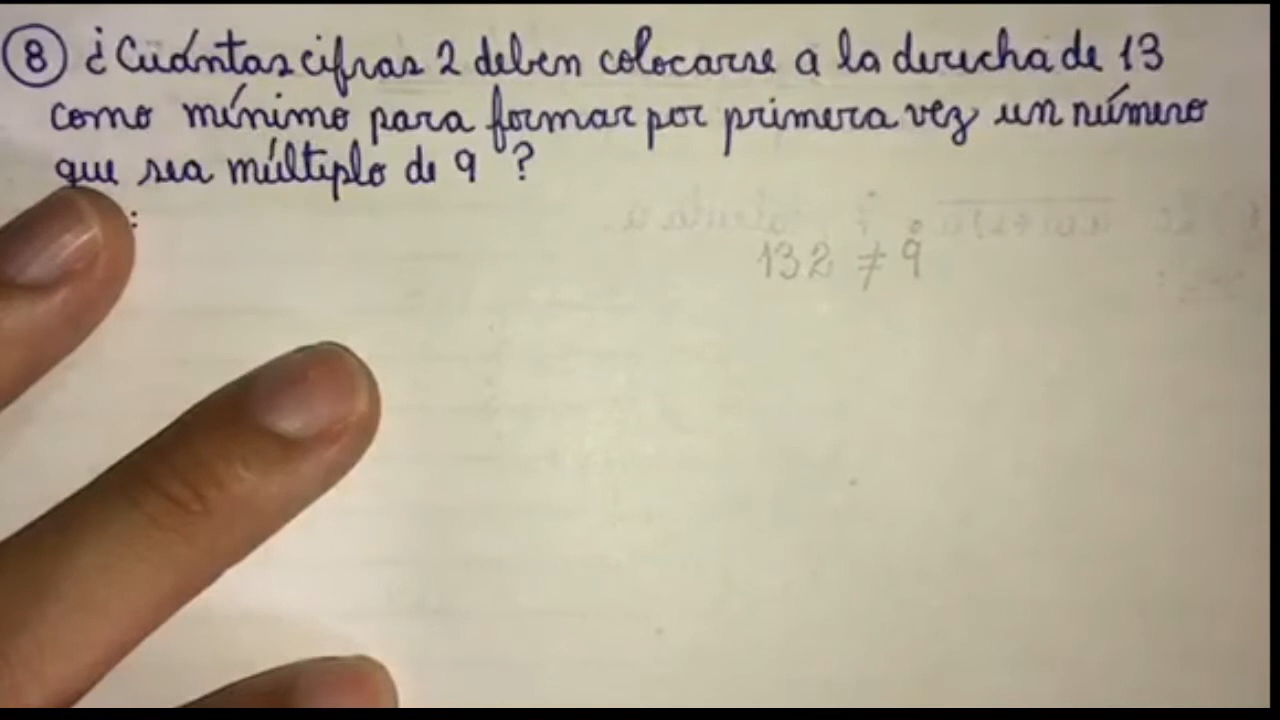 8 ¿Cuántas cifras 2 deben colocarse a la derecha de 13
como mínimo para formar por primera vez un número
que sea múltiplo de 9 ?
:
132 ≠ 9̊